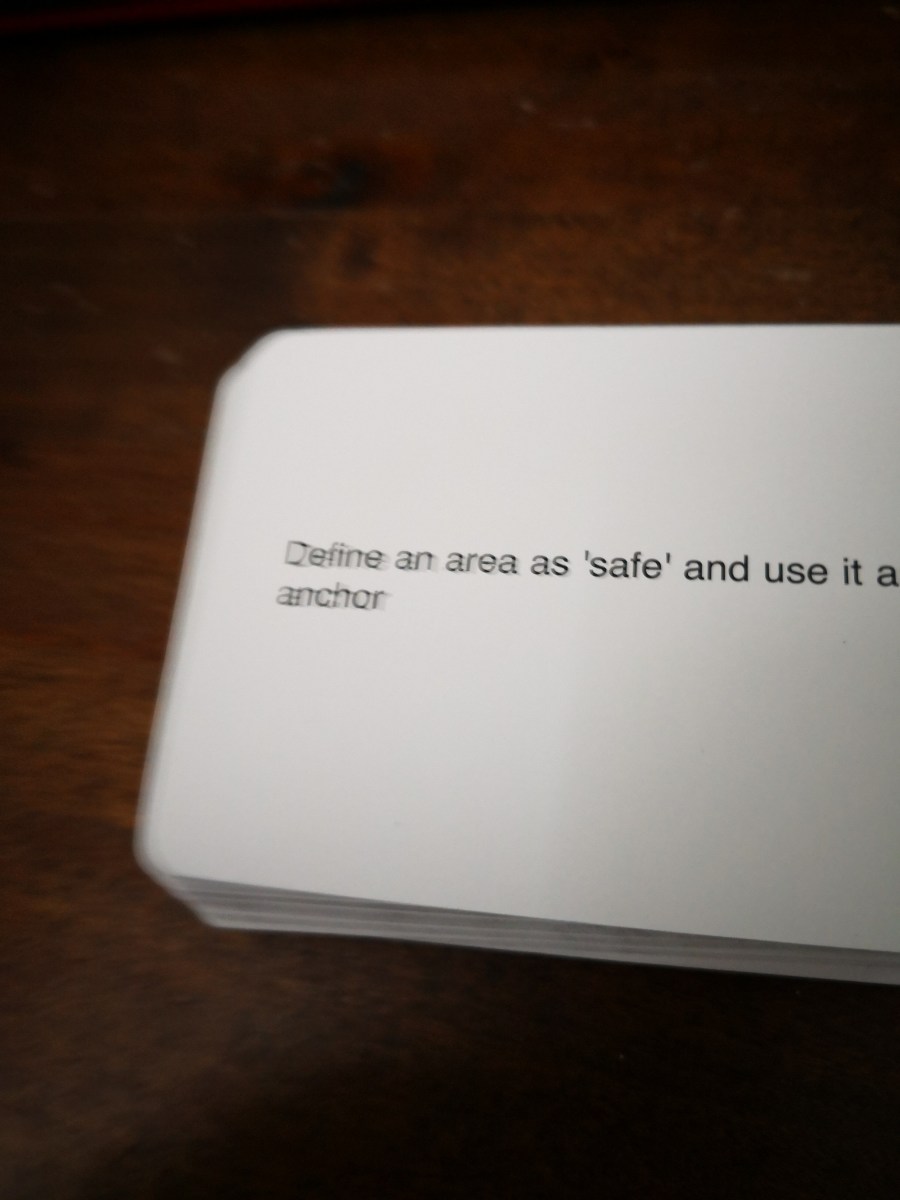 Define an area as 'safe' and use it a
anchor